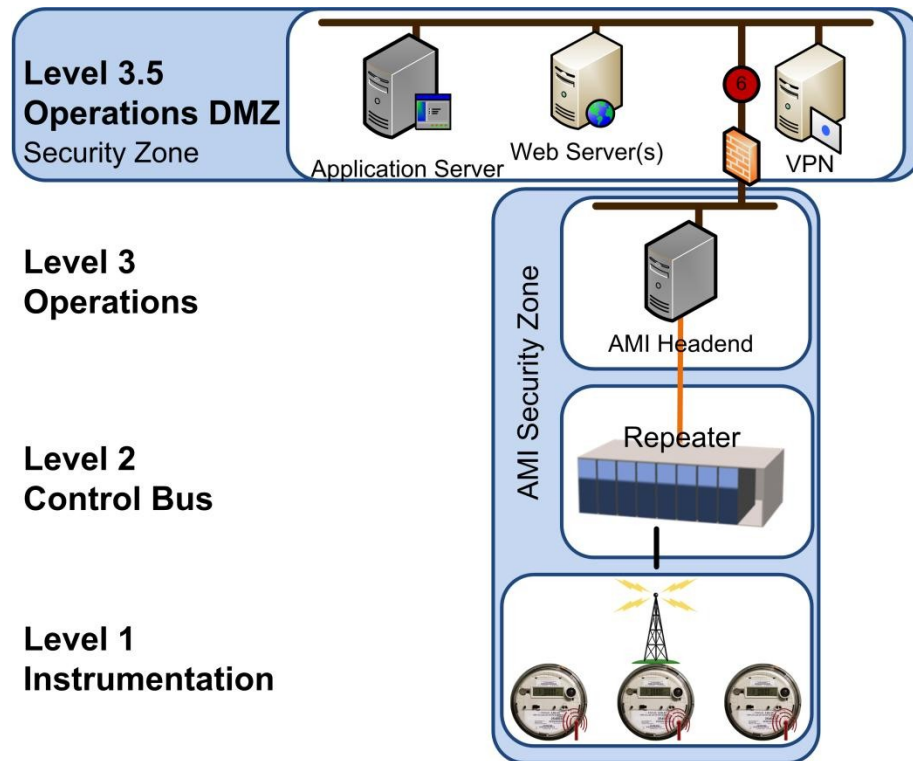 Level 3.5
Operations DMZ
Security Zone
Application Server
Web Server(s)
6
VPN
Level 3
Operations
AMI Security Zone
AMI Headend
Level 2
Control Bus
Repeater
Level 1
Instrumentation